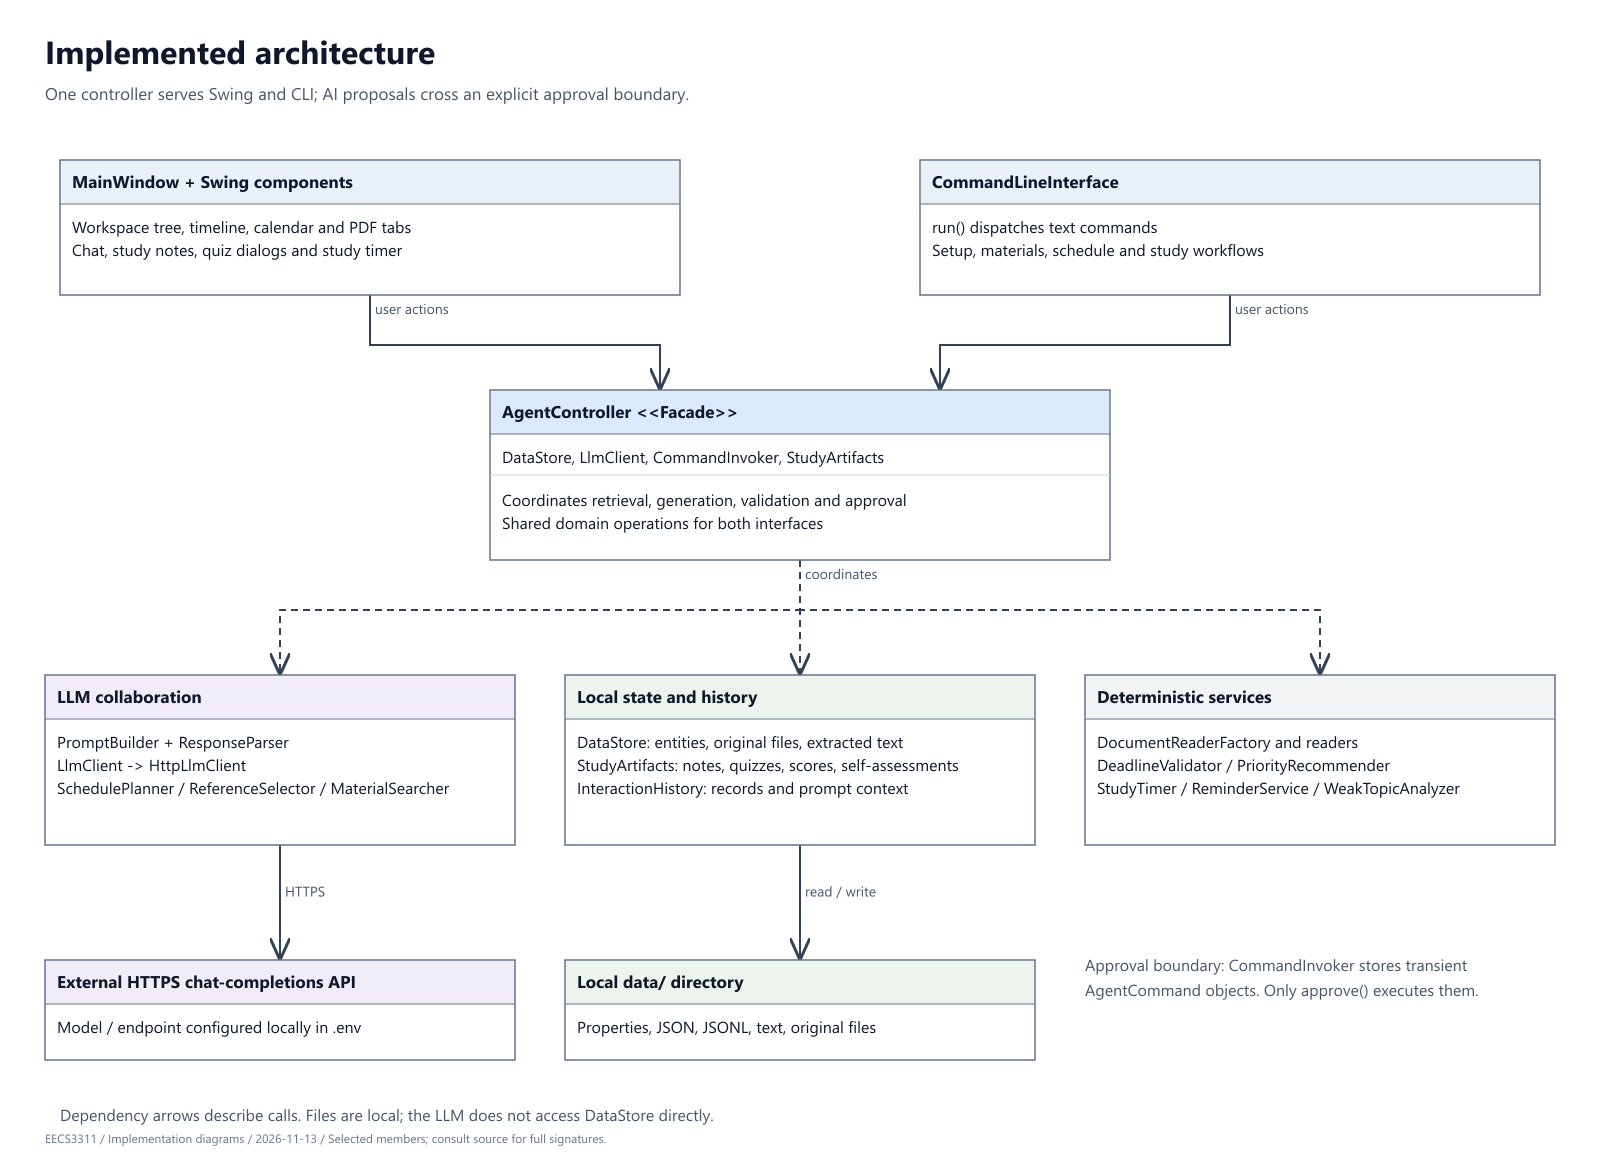 Implemented architecture
One controller serves Swing and CLI; AI proposals cross an explicit approval boundary.
MainWindow + Swing components
Workspace tree, timeline, calendar and PDF tabs
Chat, study notes, quiz dialogs and study timer
CommandLineInterface
run() dispatches text commands
Setup, materials, schedule and study workflows
user actions
user actions
AgentController <<Facade>>
DataStore, LlmClient, CommandInvoker, StudyArtifacts
Coordinates retrieval, generation, validation and approval
Shared domain operations for both interfaces
coordinates
LLM collaboration
PromptBuilder + ResponseParser
LlmClient -> HttpLlmClient
SchedulePlanner / ReferenceSelector / MaterialSearcher
Local state and history
DataStore: entities, original files, extracted text
StudyArtifacts: notes, quizzes, scores, self-assessments
InteractionHistory: records and prompt context
Deterministic services
DocumentReaderFactory and readers
DeadlineValidator / PriorityRecommender
StudyTimer / ReminderService / WeakTopicAnalyzer
HTTPS
read / write
External HTTPS chat-completions API
Model / endpoint configured locally in .env
Local data/ directory
Properties, JSON, JSONL, text, original files
Approval boundary: CommandInvoker stores transient
AgentCommand objects. Only approve() executes them.
Dependency arrows describe calls. Files are local; the LLM does not access DataStore directly.
EECS3311 / Implementation diagrams / 2026-11-13 / Selected members; consult source for full signatures.